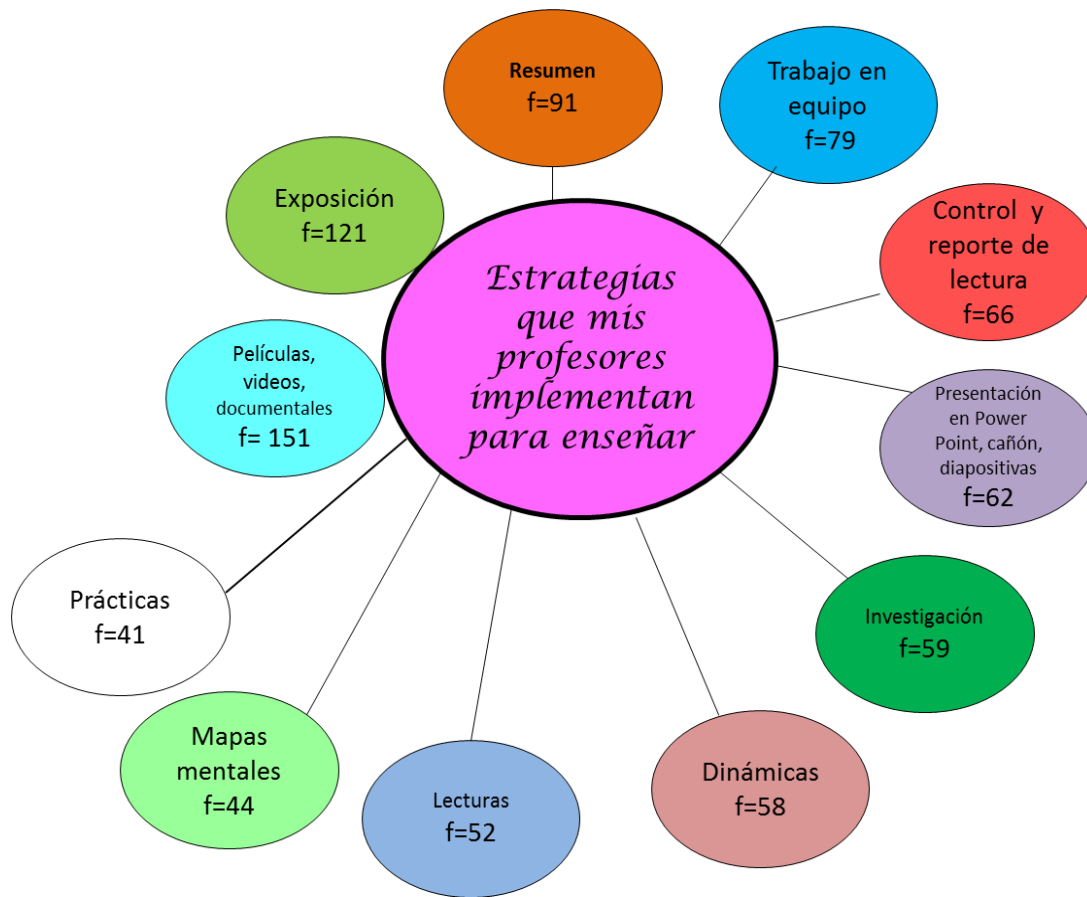 Resumen
f=91
Trabajo en
equipo
f=79
Exposición
f=121
Control y
reporte de
lectura
f=66
Estrategias
que mis
profesores
implementan
para enseñar
Películas,
videos,
documentales
f= 151
Presentación
en Power
Point, cañón,
diapositivas
f=62
Prácticas
f=41
Investigación
f=59
Mapas
mentales
f=44
Lecturas
f=52
Dinámicas
f=58